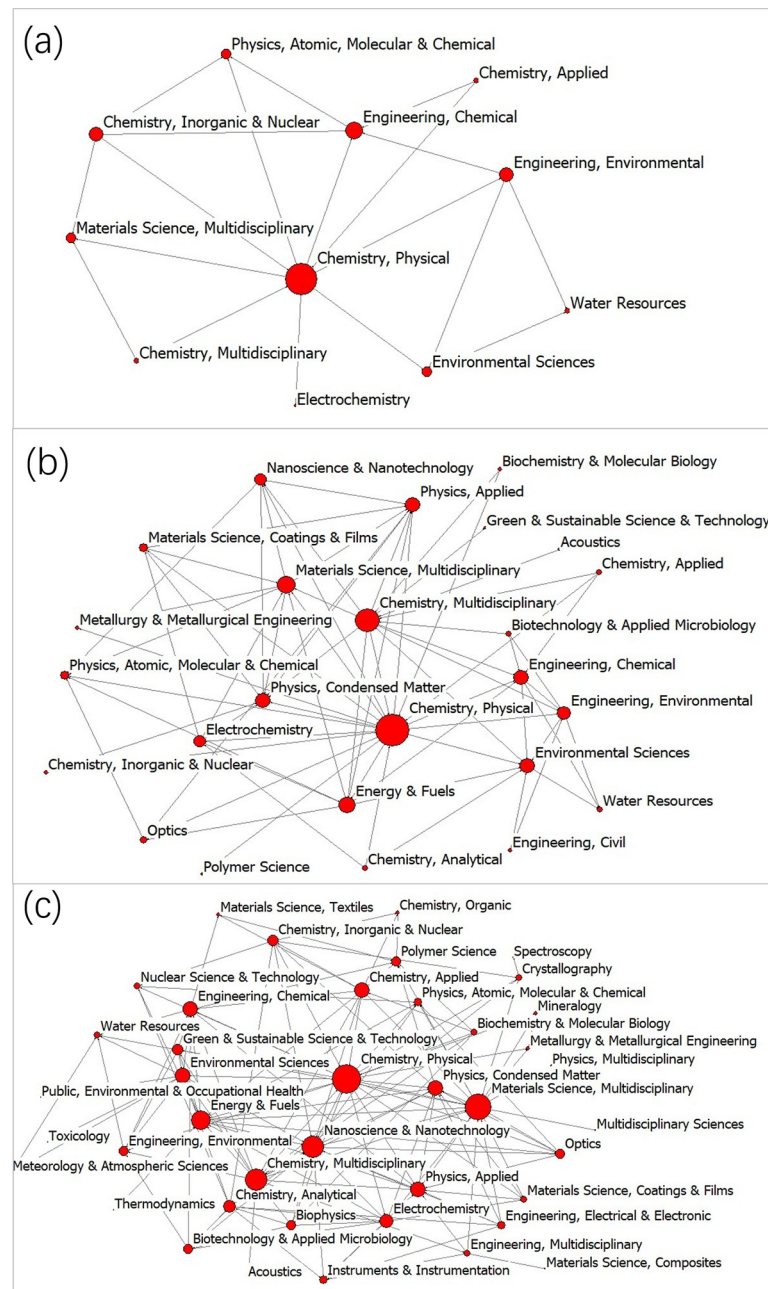 (a)
Physics, Atomic, Molecular & Chemical
Chemistry, Applied
Chemistry, Inorganic & Nuclear
Engineering, Chemical
Engineering, Environmental
Materials Science, Multidisciplinary
Chemistry, Physical
Water Resources
Chemistry, Multidisciplinary
Environmental Sciences
Electrochemistry
(b)
Nanoscience & Nanotechnology
Biochemistry & Molecular Biology
Physics, Applied
Green & Sustainable Science & Technology
Materials Science, Coatings & Films
Acoustics
Materials Science, Multidisciplinary
Chemistry, Applied
Chemistry, Multidisciplinary
Metallurgy & Metallurgical Engineering
Biotechnology & Applied Microbiology
Physics, Atomic, Molecular & Chemical
Engineering, Chemical
Physics, Condensed Matter
Engineering, Environmental
Chemistry, Physical
Electrochemistry
Environmental Sciences
Chemistry, Inorganic & Nuclear
Energy & Fuels
Water Resources
Optics
Engineering, Civil
Polymer Science
Chemistry, Analytical
(c)
Materials Science, Textiles
Chemistry, Organic
Chemistry, Inorganic & Nuclear
Polymer Science
Spectroscopy
Crystallography
Nuclear Science & Technology
Chemistry, Applied
Engineering, Chemical
Physics, Atomic, Molecular & Chemical
Mineralogy
Water Resources
Biochemistry & Molecular Biology
Green & Sustainable Science & Technology
Metallurgy & Metallurgical Engineering
Environmental Sciences
Chemistry, Physical
Physics, Multidisciplinary
Physics, Condensed Matter
Public, Environmental & Occupational Health
Materials Science, Multidisciplinary
Energy & Fuels
Multidisciplinary Sciences
Toxicology
Engineering, Environmental
Nanoscience & Nanotechnology
Optics
Meteorology & Atmospheric Sciences
Chemistry, Multidisciplinary
Physics, Applied
Thermodynamics
Chemistry, Analytical
Materials Science, Coatings & Films
Biophysics
Electrochemistry
Engineering, Electrical & Electronic
Biotechnology & Applied Microbiology
Engineering, Multidisciplinary
Acoustics
Instruments & Instrumentation
Materials Science, Composites